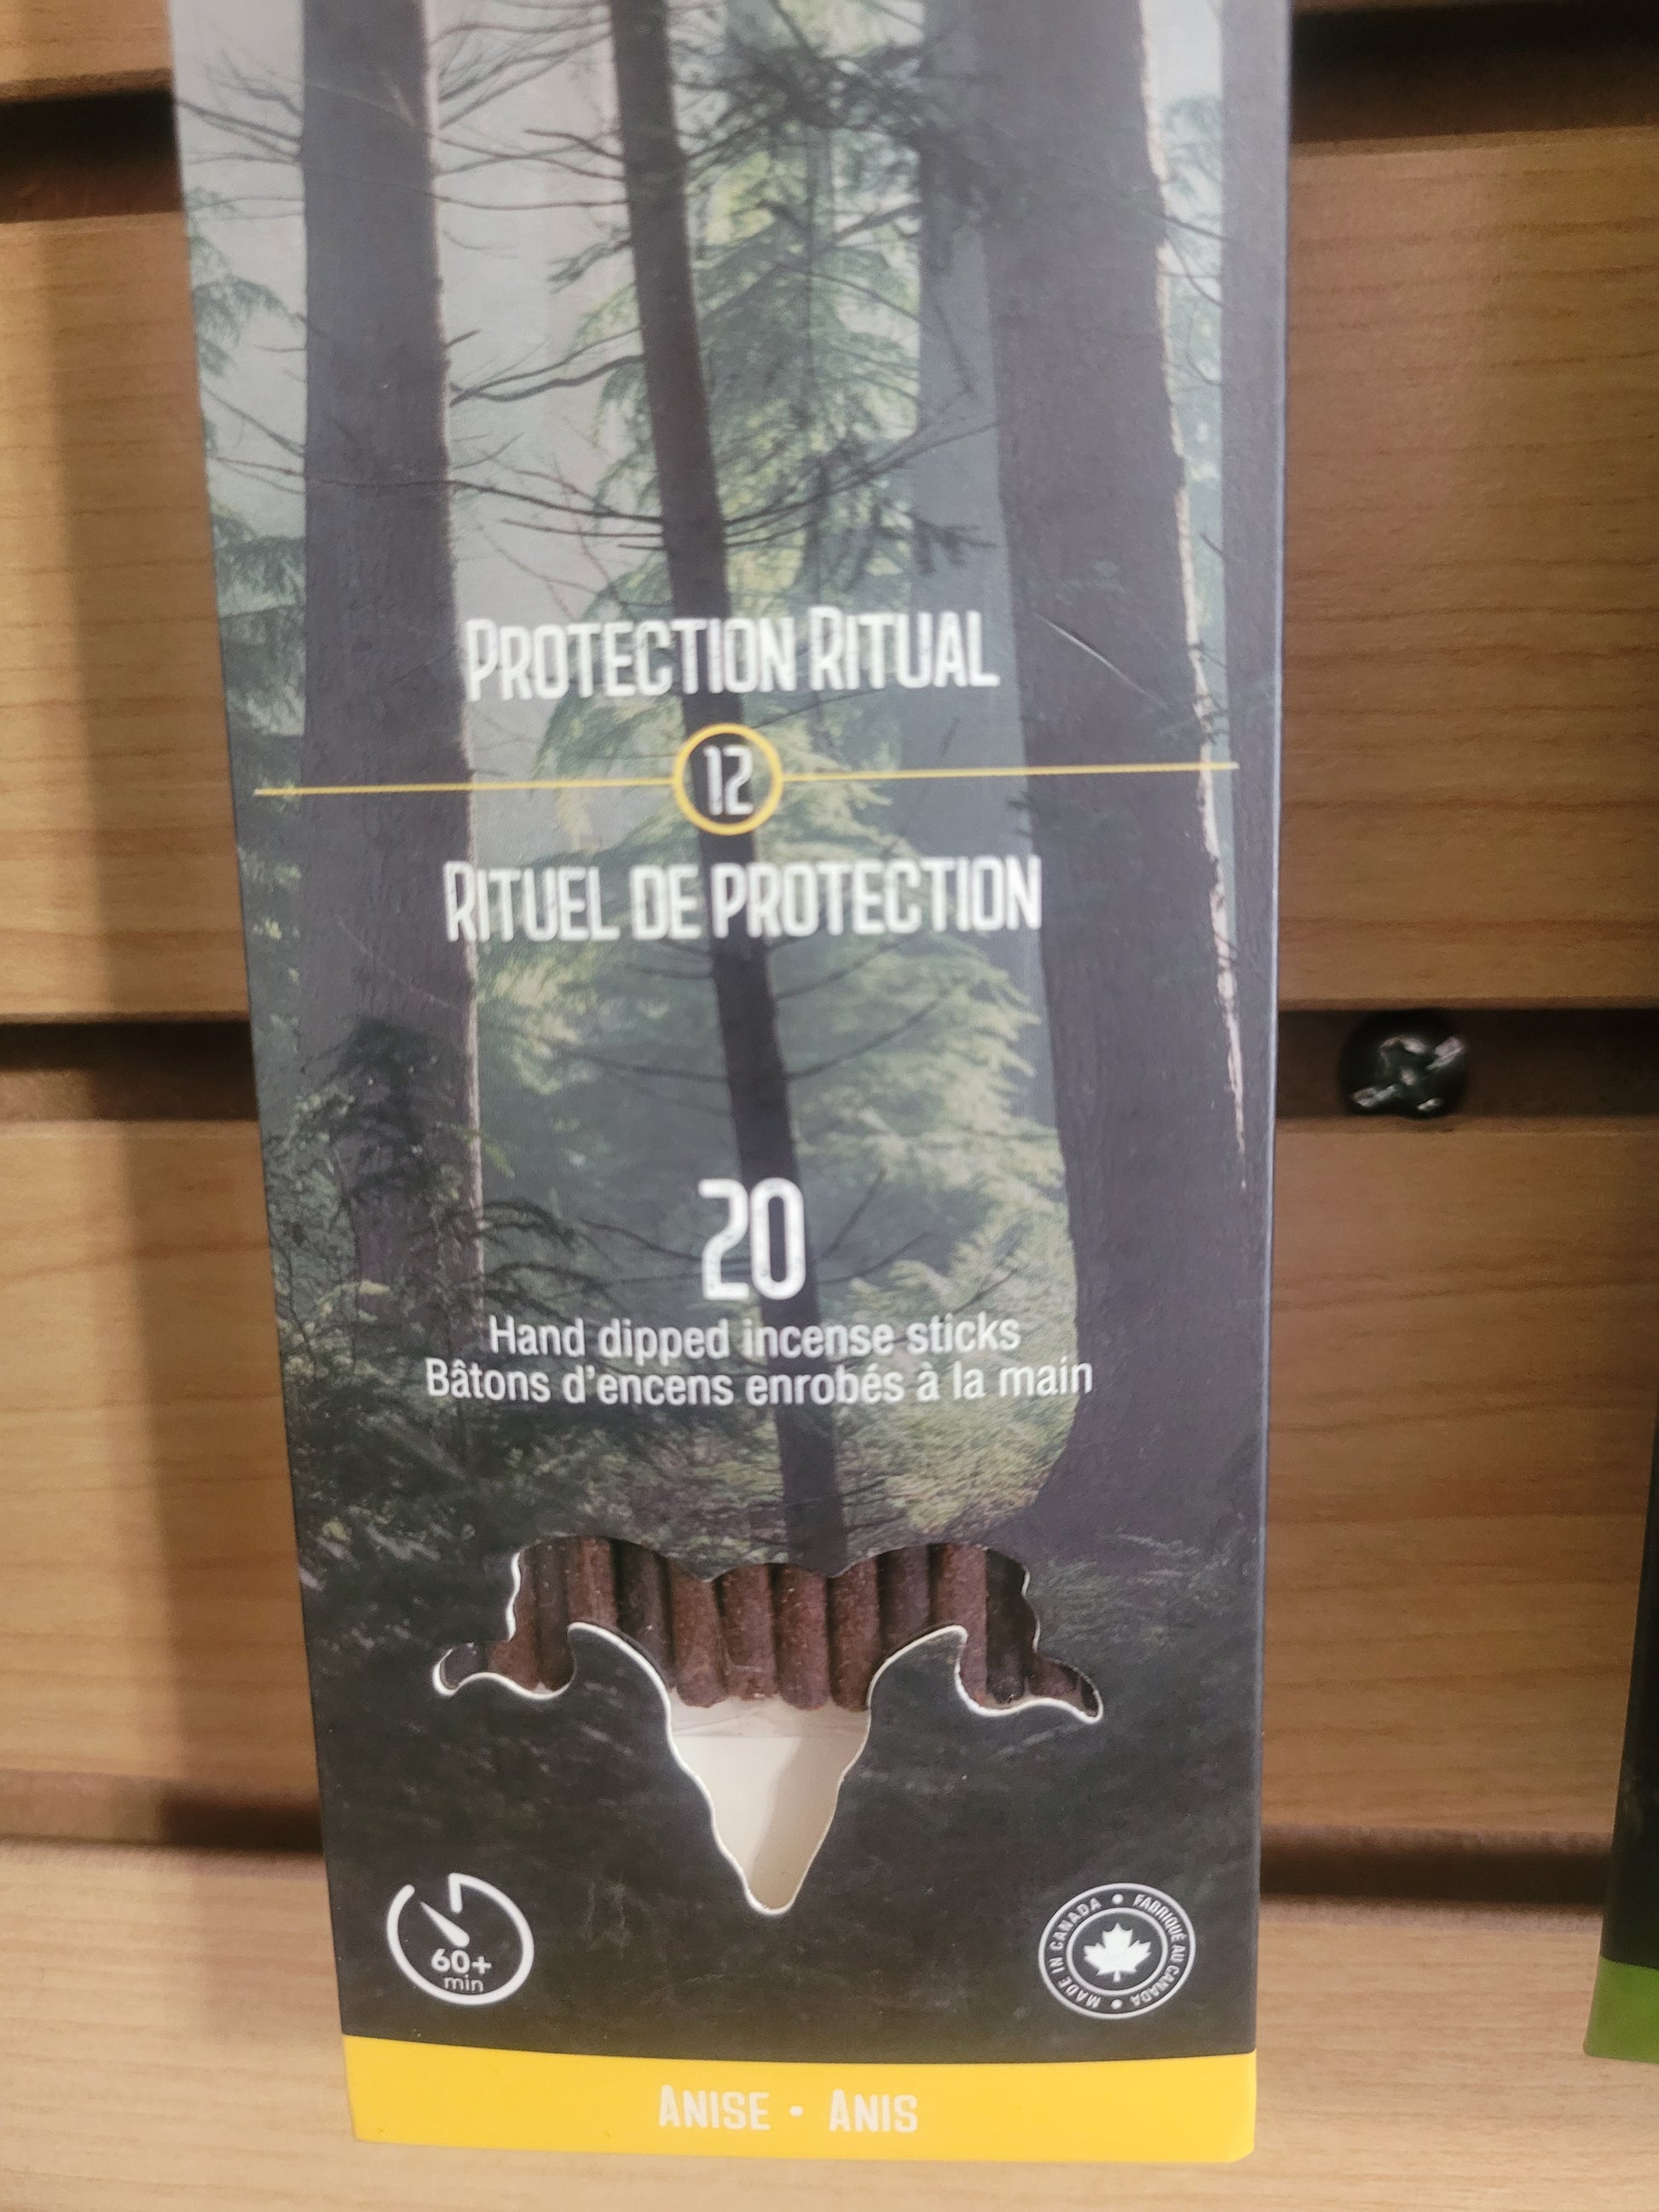 PROTECTION RITUAL
12
RITUEL DE PROTECTION
20
Hand dipped incense sticks
Bâtons d'encens enrobés à la main
60+
min
MADE IN CANADA • FABRIQUÉ AU CANADA •
ANISE • ANIS